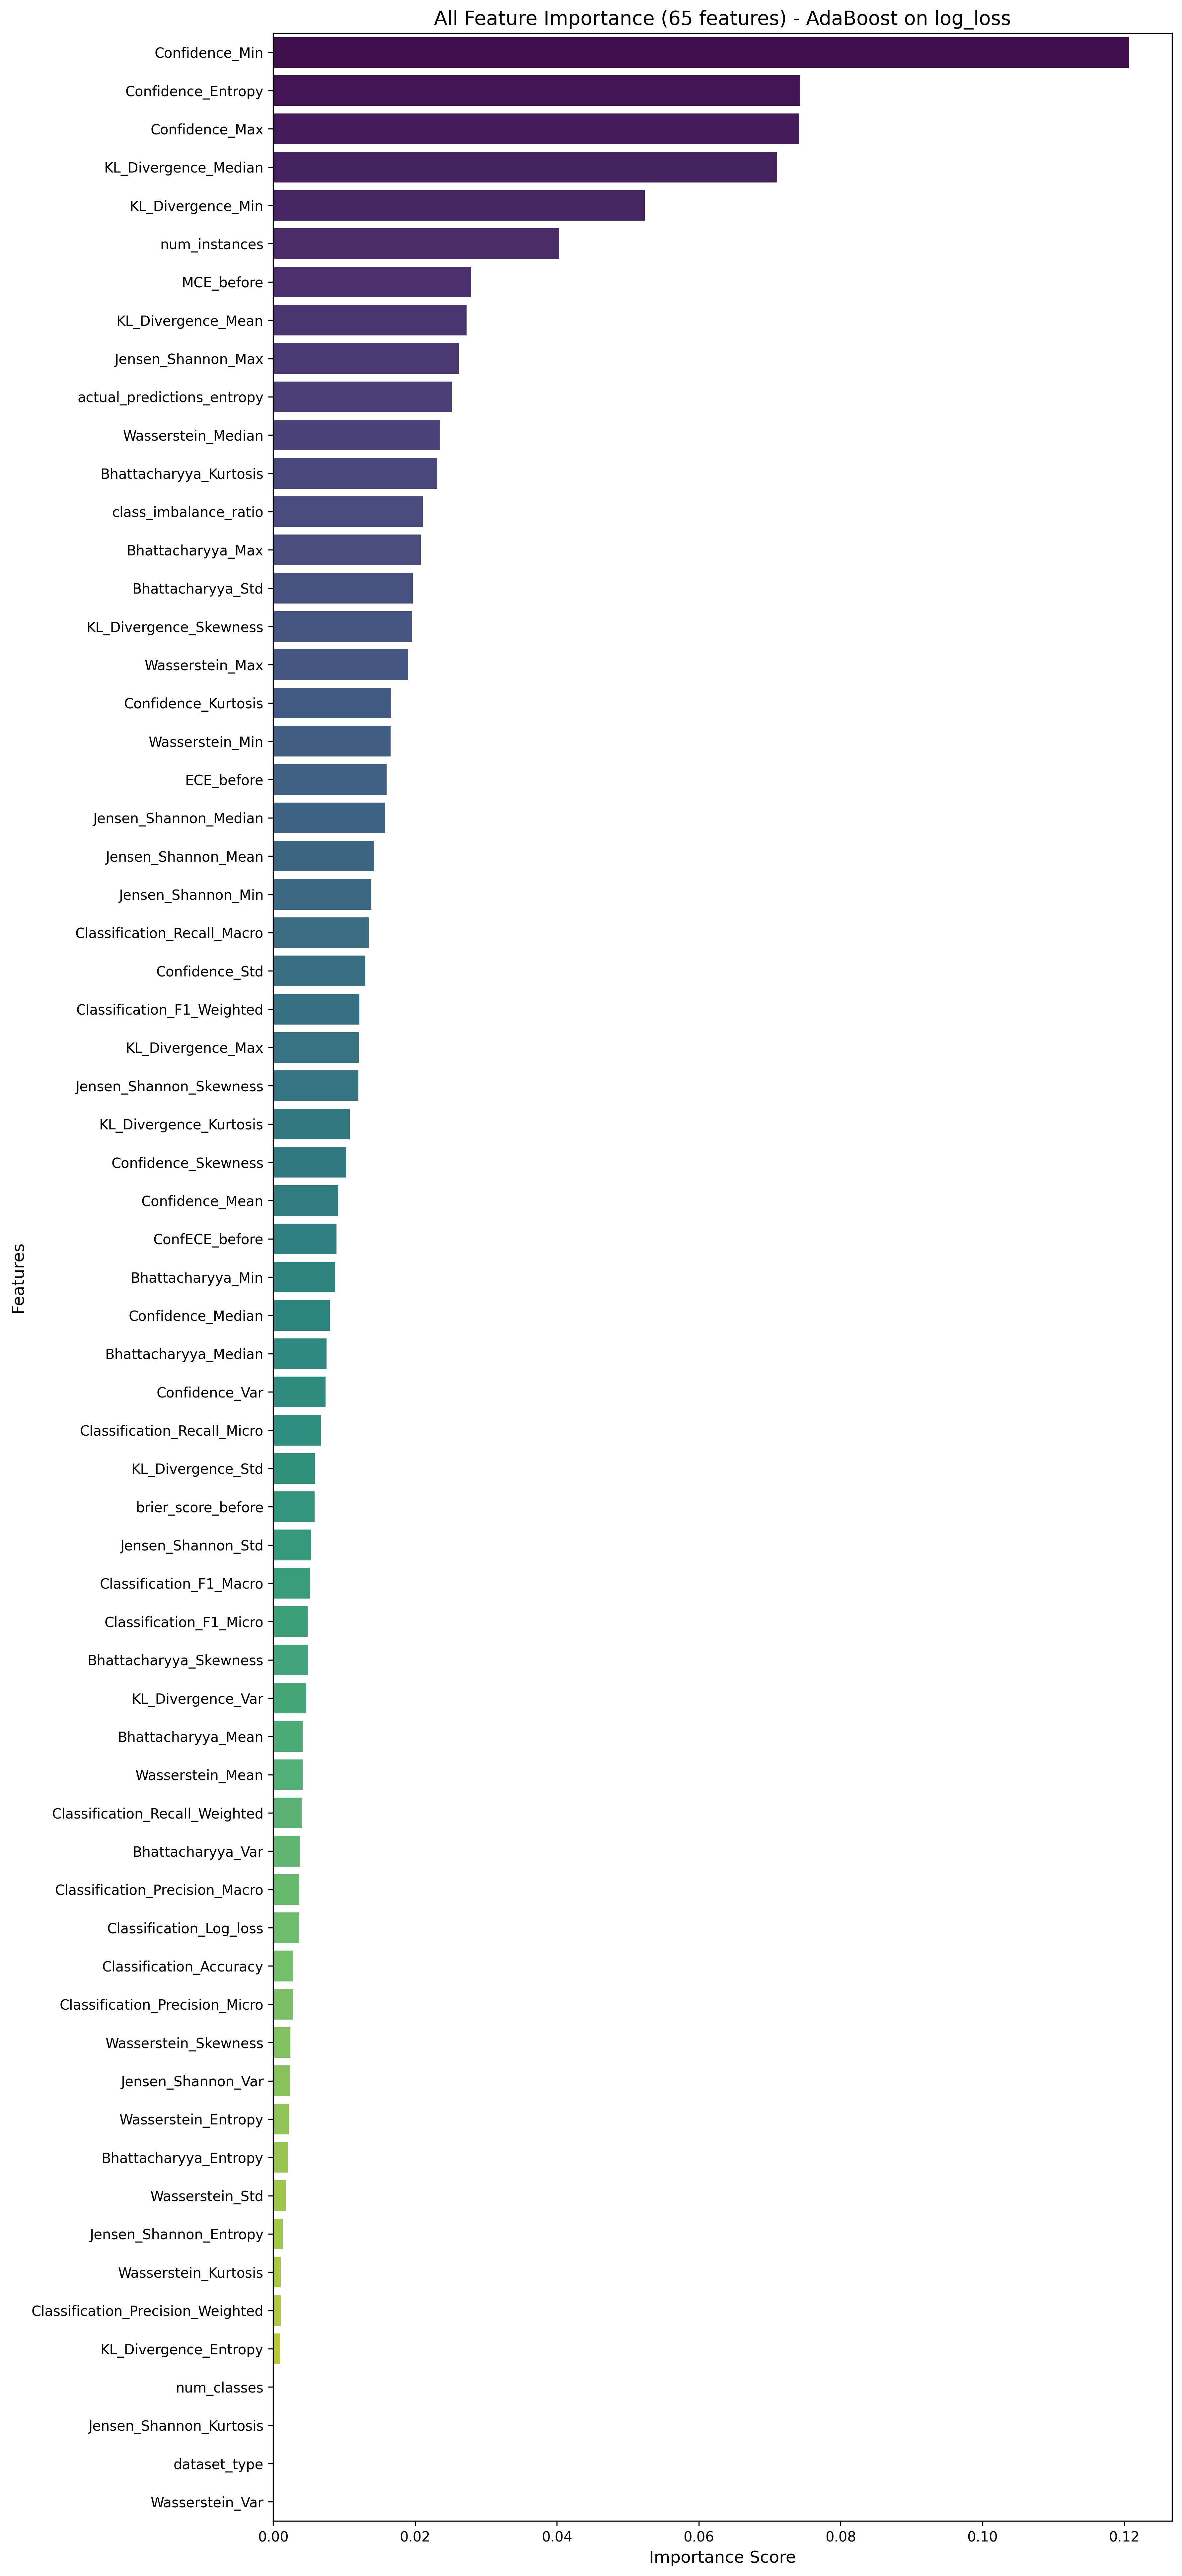 All Feature Importance (65 features) - AdaBoost on log_loss
Confidence_Min
Confidence_Entropy
Confidence_Max
KL_Divergence_Median
KL_Divergence_Min
num_instances
MCE_before
KL_Divergence_Mean
Jensen_Shannon_Max
actual_predictions_entropy
Wasserstein_Median
Bhattacharyya_Kurtosis
class_imbalance_ratio
Bhattacharyya_Max
Bhattacharyya_Std
KL_Divergence_Skewness
Wasserstein_Max
Confidence_Kurtosis
Wasserstein_Min
ECE_before
Jensen_Shannon_Median
Jensen_Shannon_Mean
Jensen_Shannon_Min
Classification_Recall_Macro
Confidence_Std
Classification_F1_Weighted
KL_Divergence_Max
Jensen_Shannon_Skewness
KL_Divergence_Kurtosis
Confidence_Skewness
Confidence_Mean
ConfECE_before
Bhattacharyya_Min
Confidence_Median
Bhattacharyya_Median
Confidence_Var
Classification_Recall_Micro
KL_Divergence_Std
brier_score_before
Jensen_Shannon_Std
Classification_F1_Macro
Classification_F1_Micro
Bhattacharyya_Skewness
KL_Divergence_Var
Bhattacharyya_Mean
Wasserstein_Mean
Classification_Recall_Weighted
Bhattacharyya_Var
Classification_Precision_Macro
Classification_Log_loss
Classification_Accuracy
Classification_Precision_Micro
Wasserstein_Skewness
Jensen_Shannon_Var
Wasserstein_Entropy
Bhattacharyya_Entropy
Wasserstein_Std
Jensen_Shannon_Entropy
Wasserstein_Kurtosis
Classification_Precision_Weighted
KL_Divergence_Entropy
num_classes
Jensen_Shannon_Kurtosis
dataset_type
Wasserstein_Var
Features
0.00 0.02 0.04 0.06 0.08 0.10 0.12
Importance Score